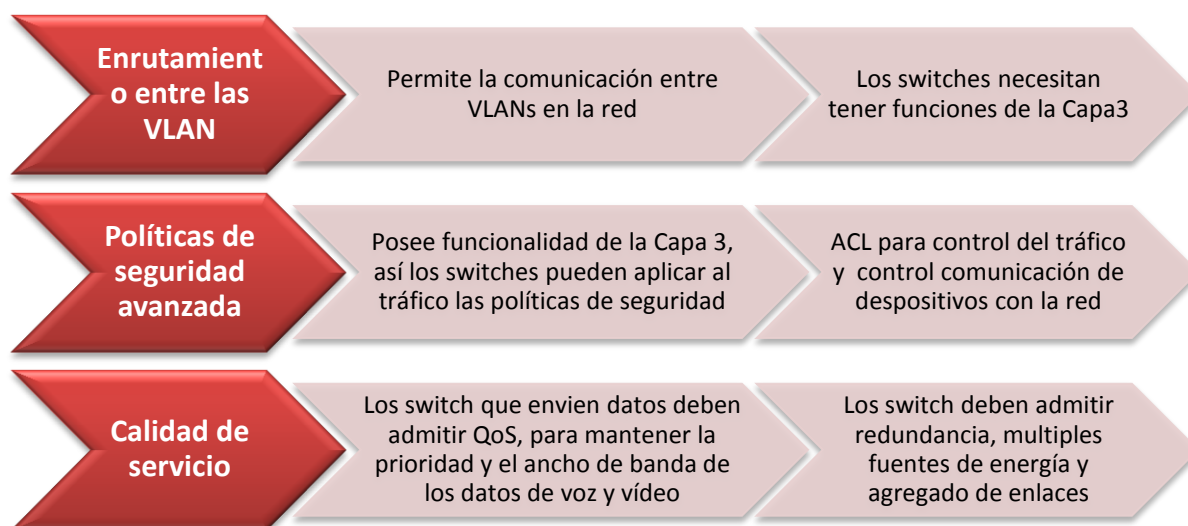 Enrutamient
o entre las
VLAN
Permite la comunicación entre
VLANs en la red
Los switches necesitan
tener funciones de la Capa3
Políticas de
seguridad
avanzada
Posee funcionalidad de la Capa 3,
así los switches pueden aplicar al
tráfico las políticas de seguridad
ACL para control del tráfico
y control comunicación de
despositivos con la red
Calidad de
servicio
Los switch que envien datos deben
admitir QoS, para mantener la
prioridad y el ancho de banda de
los datos de voz y vídeo
Los switch deben admitir
redundancia, multiples
fuentes de energía y
agregado de enlaces